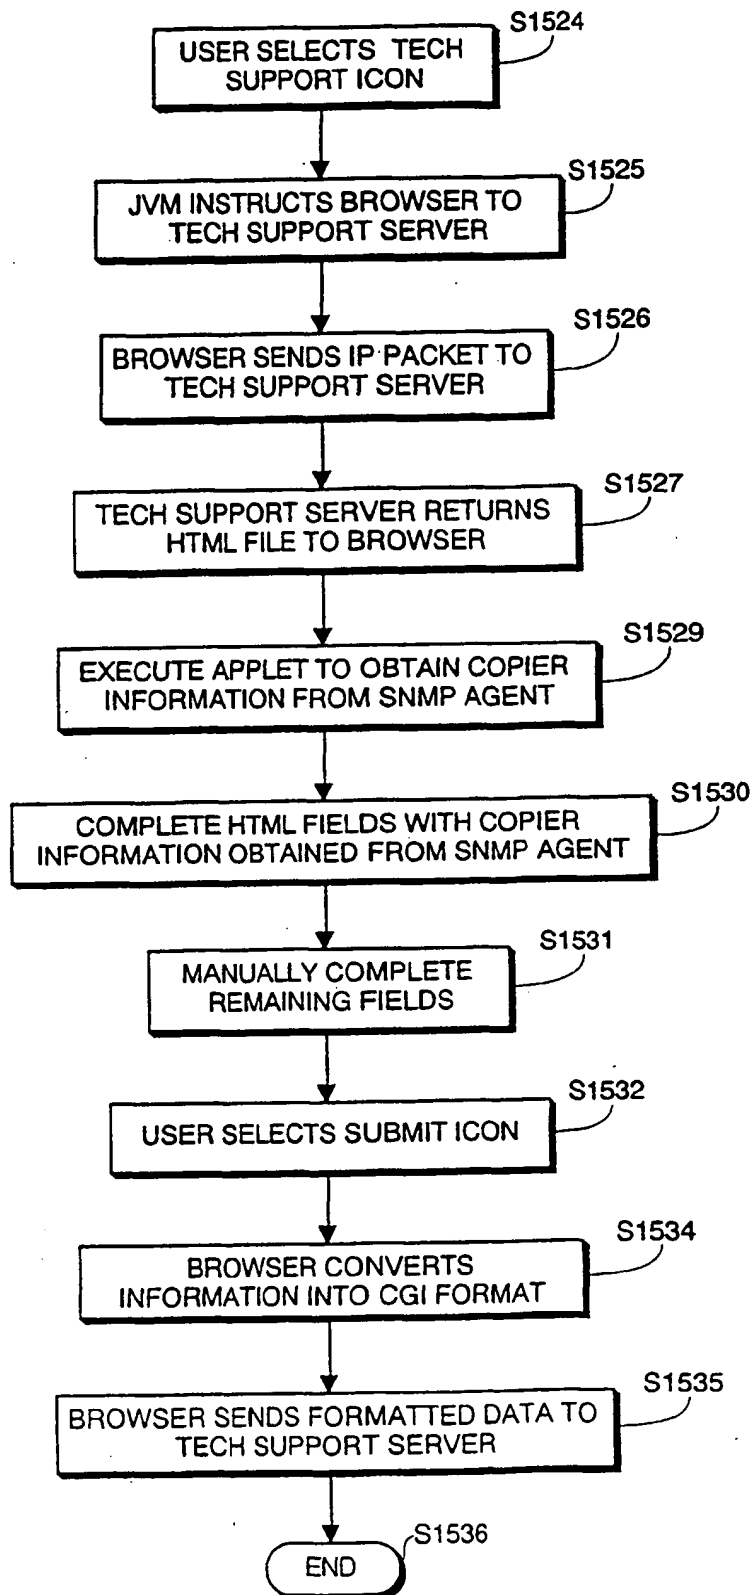 S1524
USER SELECTS TECH
SUPPORT ICON
S1525
JVM INSTRUCTS BROWSER TO
TECH SUPPORT SERVER
S1526
BROWSER SENDS IP PACKET TO
TECH SUPPORT SERVER
S1527
TECH SUPPORT SERVER RETURNS
HTML FILE TO BROWSER
S1529
EXECUTE APPLET TO OBTAIN COPIER
INFORMATION FROM SNMP AGENT
S1530
COMPLETE HTML FIELDS WITH COPIER
INFORMATION OBTAINED FROM SNMP AGENT
S1531
MANUALLY COMPLETE
REMAINING FIELDS
S1532
USER SELECTS SUBMIT ICON
S1534
BROWSER CONVERTS
INFORMATION INTO CGI FORMAT
S1535
BROWSER SENDS FORMATTED DATA TO
TECH SUPPORT SERVER
S1536
END